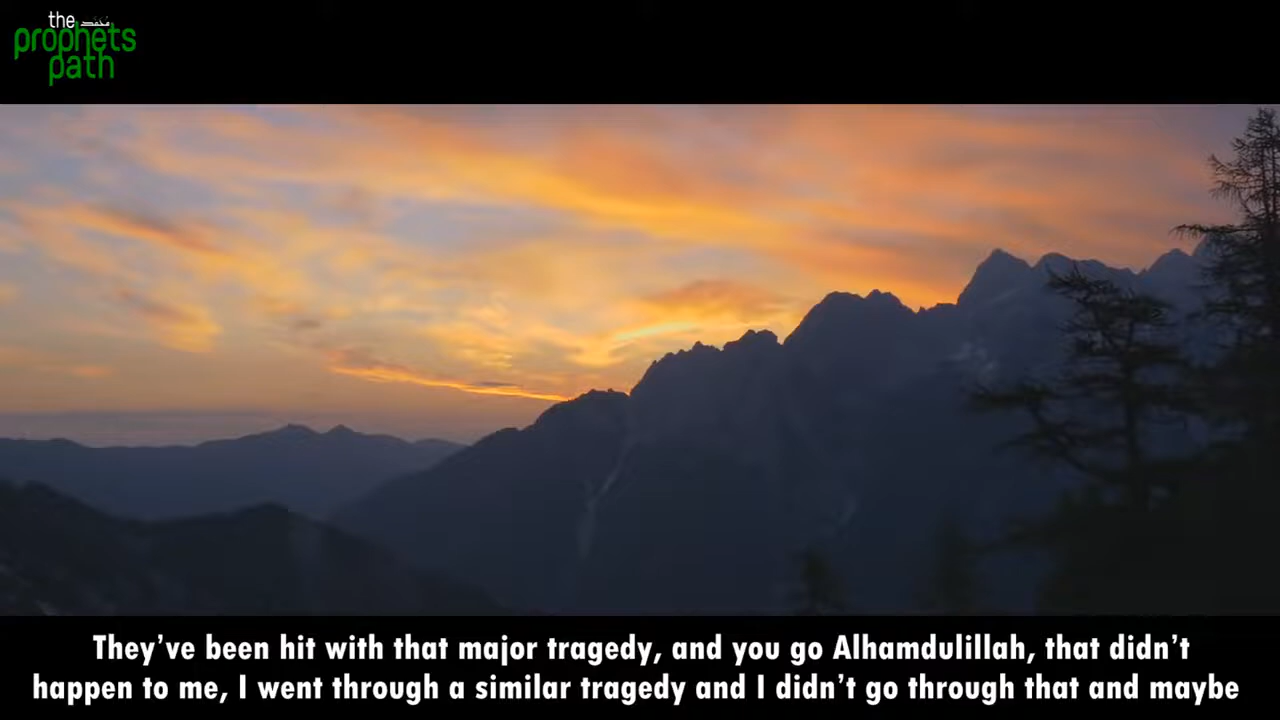 the محمد
prophets
path
They've been hit with that major tragedy, and you go Alhamdulillah, that didn't
happen to me, I went through a similar tragedy and I didn't go through that and maybe